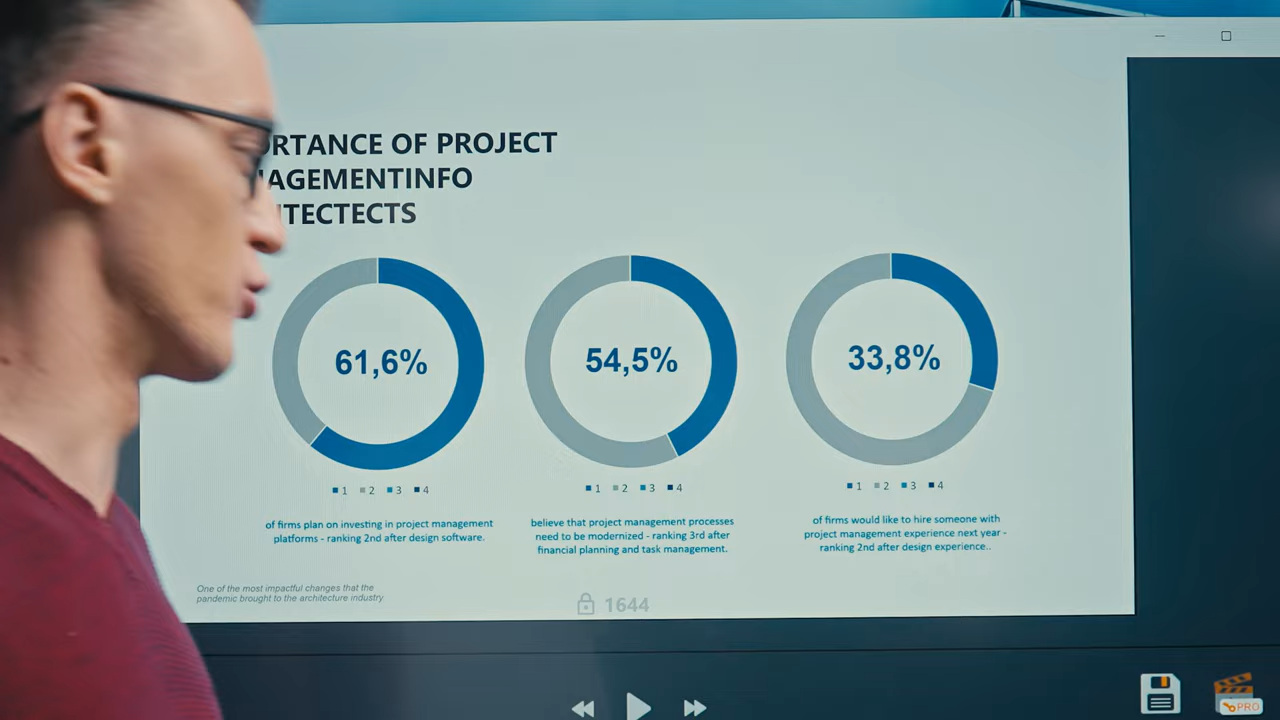 ORTANCE OF PROJECT
AGEMENTINFO
ITECTECTS
61,6%
54,5%
33,8%
1 2 3 4
1 2 3 4
1 2 3 4
of firms plan on investing in project management
platforms - ranking 2nd after design software.
believe that project management processes
need to be modernized - ranking 3rd after
financial planning and task management.
of firms would like to hire someone with
project management experience next year -
ranking 2nd after design experience..
One of the most impactful changes that the
pandemic brought to the architecture industry
1644
PRO